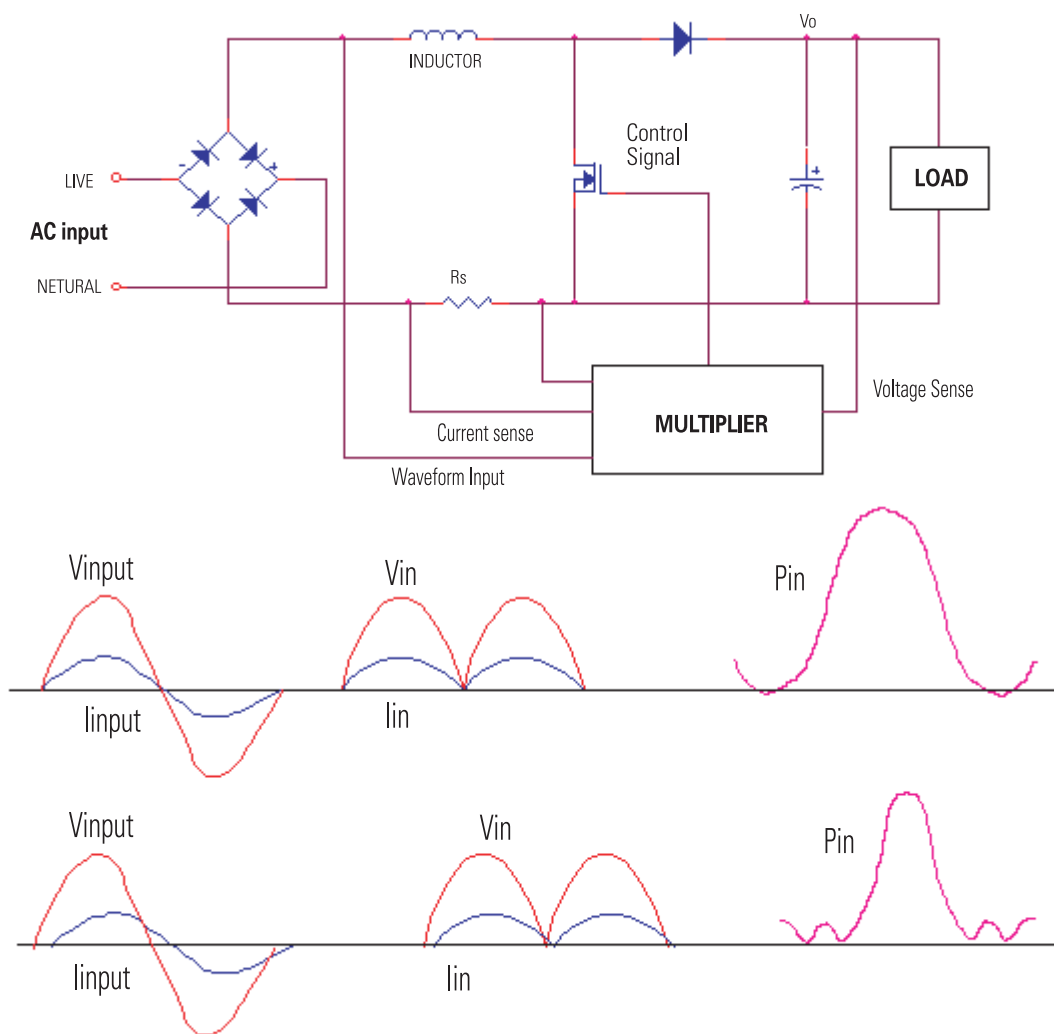 Vo
INDUCTOR
Control
Signal
-
+
+
LIVE
LOAD
AC input
NETURAL
Rs
Voltage Sense
MULTIPLIER
Current sense
Waveform Input
Vinput
Vin
Pin
Iinput
Iin
Vinput
Vin
Pin
Iinput
Iin